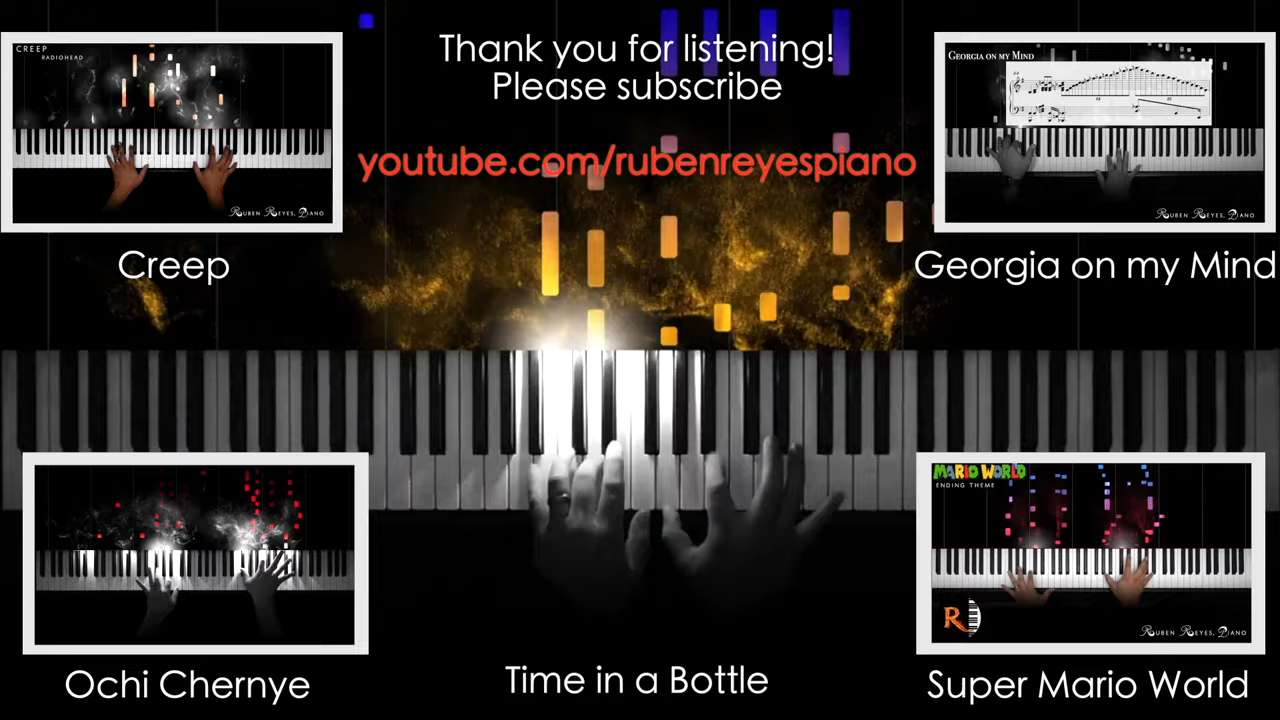 Thank you for listening!
Please subscribe
youtube.com/rubenreyespiano
CREEP
RADIOHEAD
RUBEN REYES, PIANO
Creep
GEORGIA ON MY MIND
RUBEN REYES, PIANO
Georgia on my Mind
Ochi Chernye
Time in a Bottle
MARIO WORLD
ENDING THEME
R
RUBEN REYES, PIANO
Super Mario World